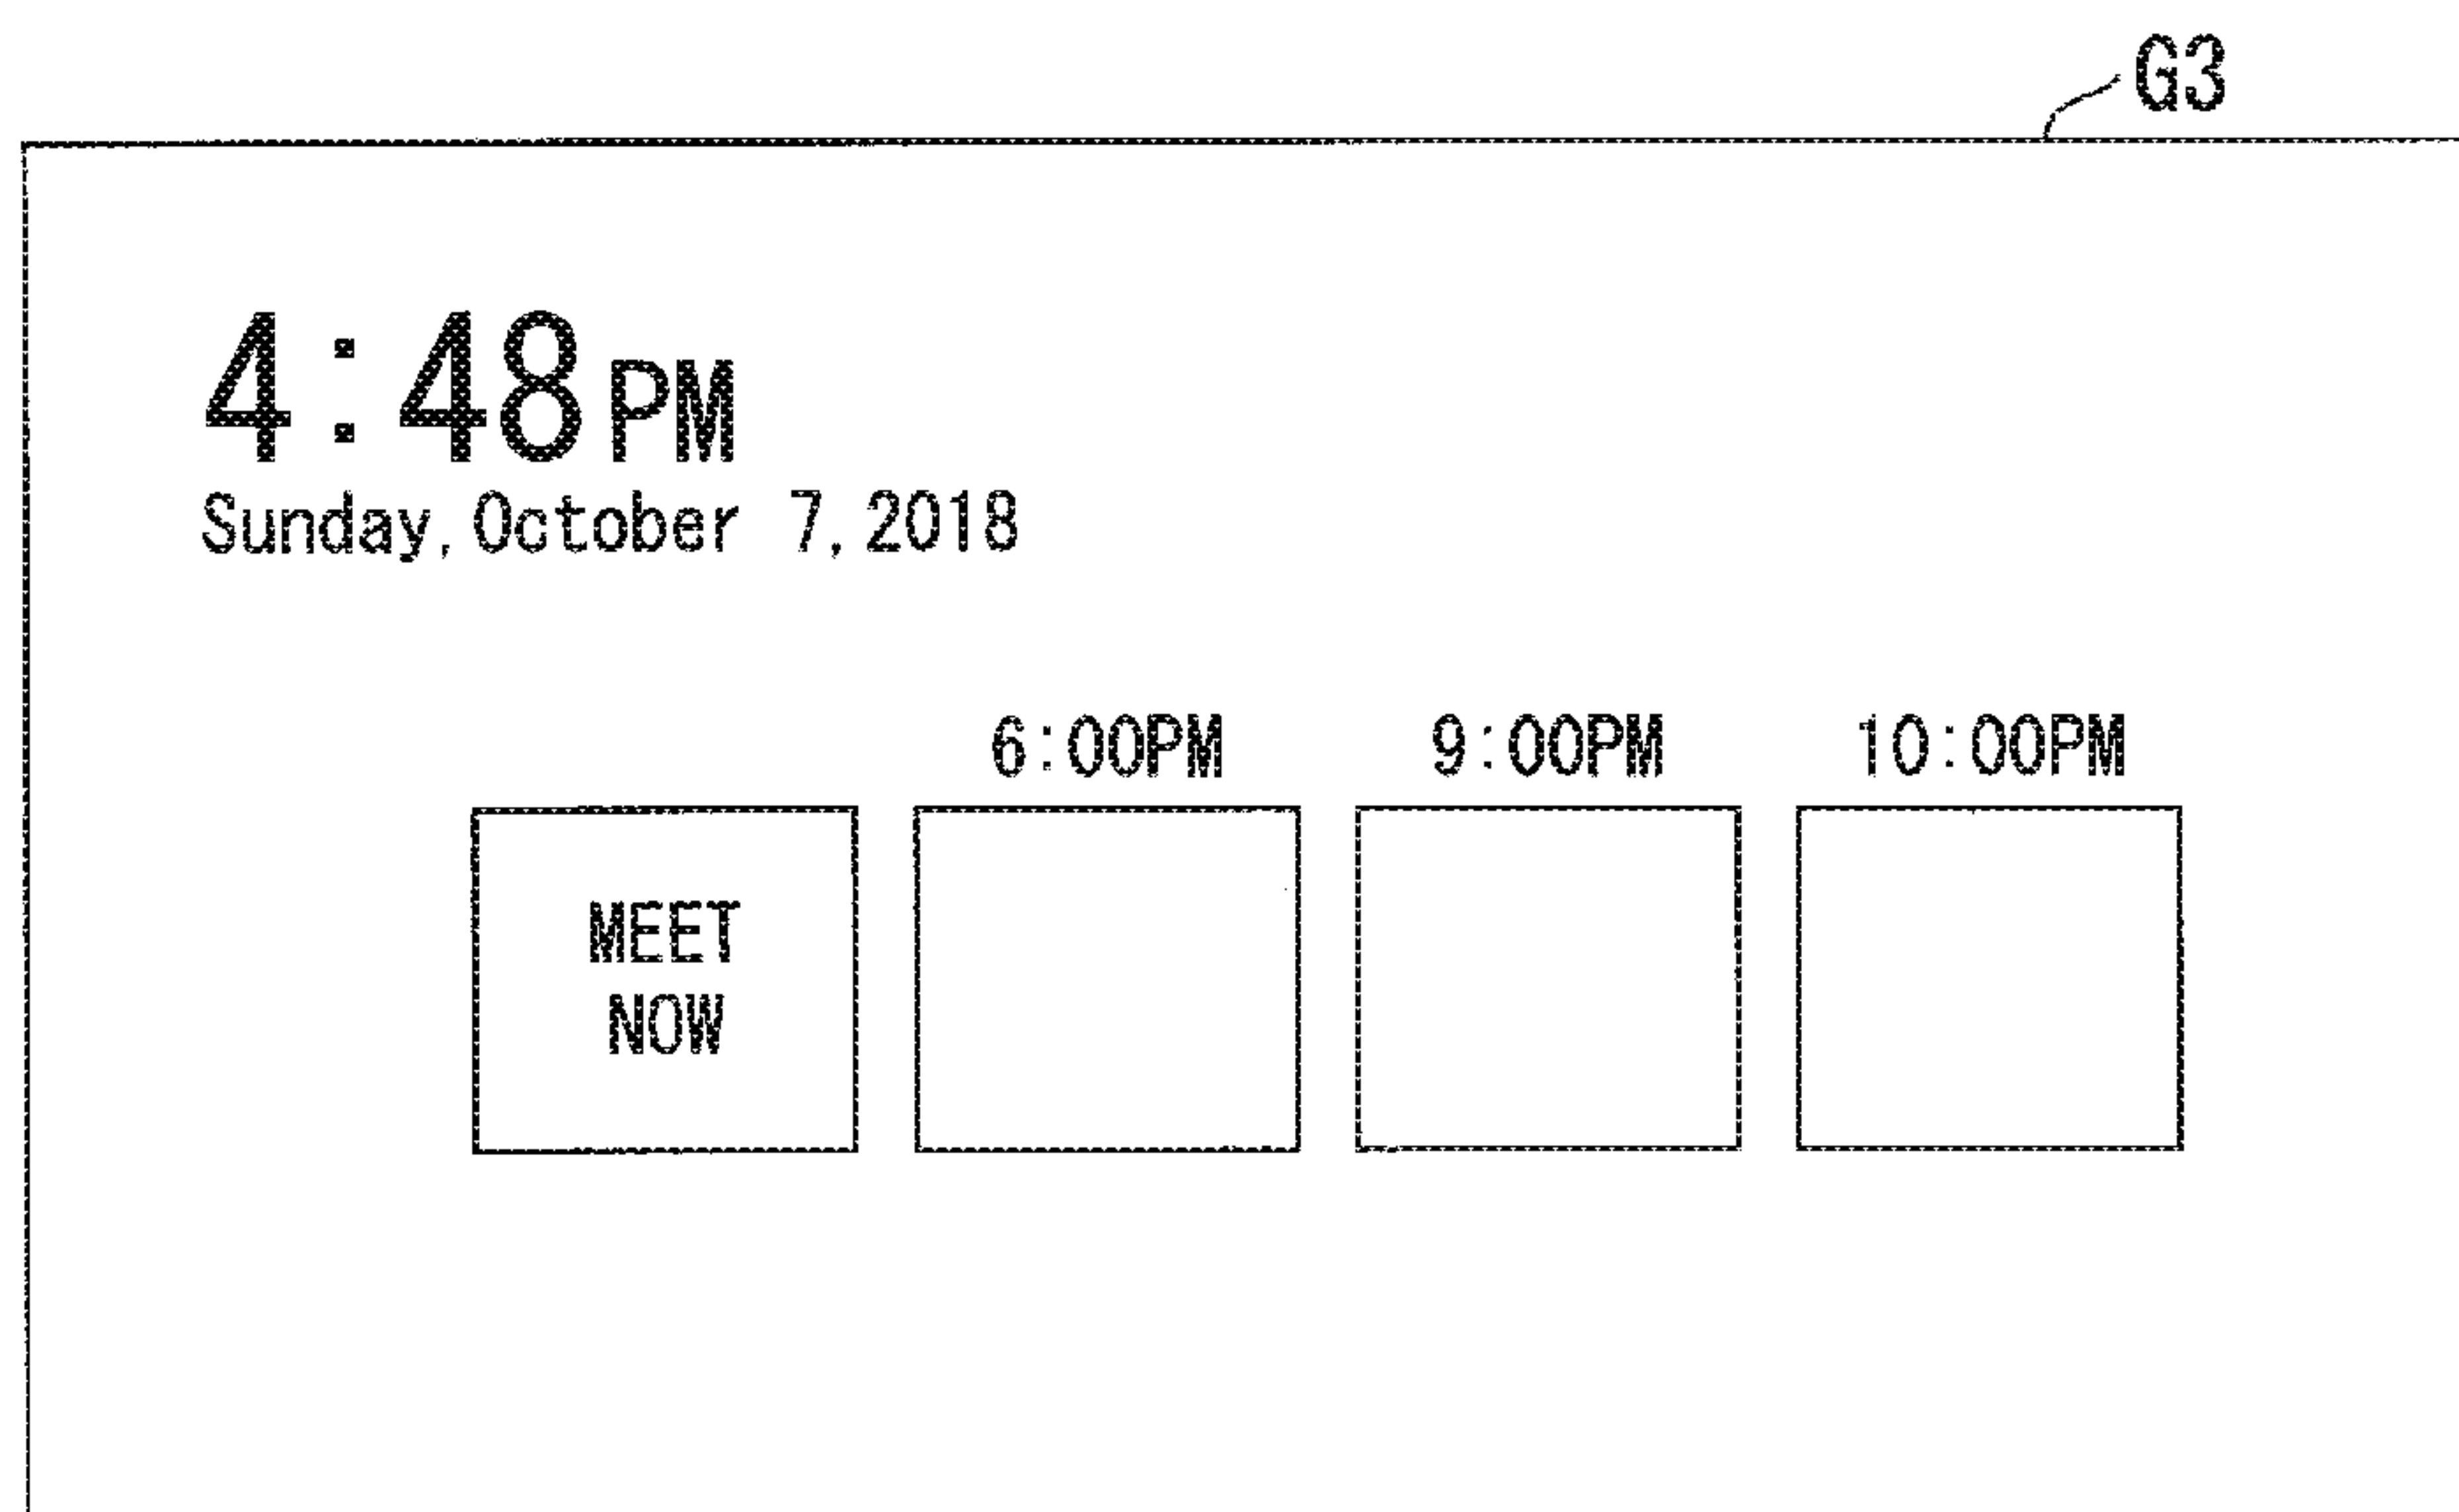 G3
4:48PM
Sunday, October 7, 2018
6:00PM 9:00PM 10:00PM
MEET
NOW